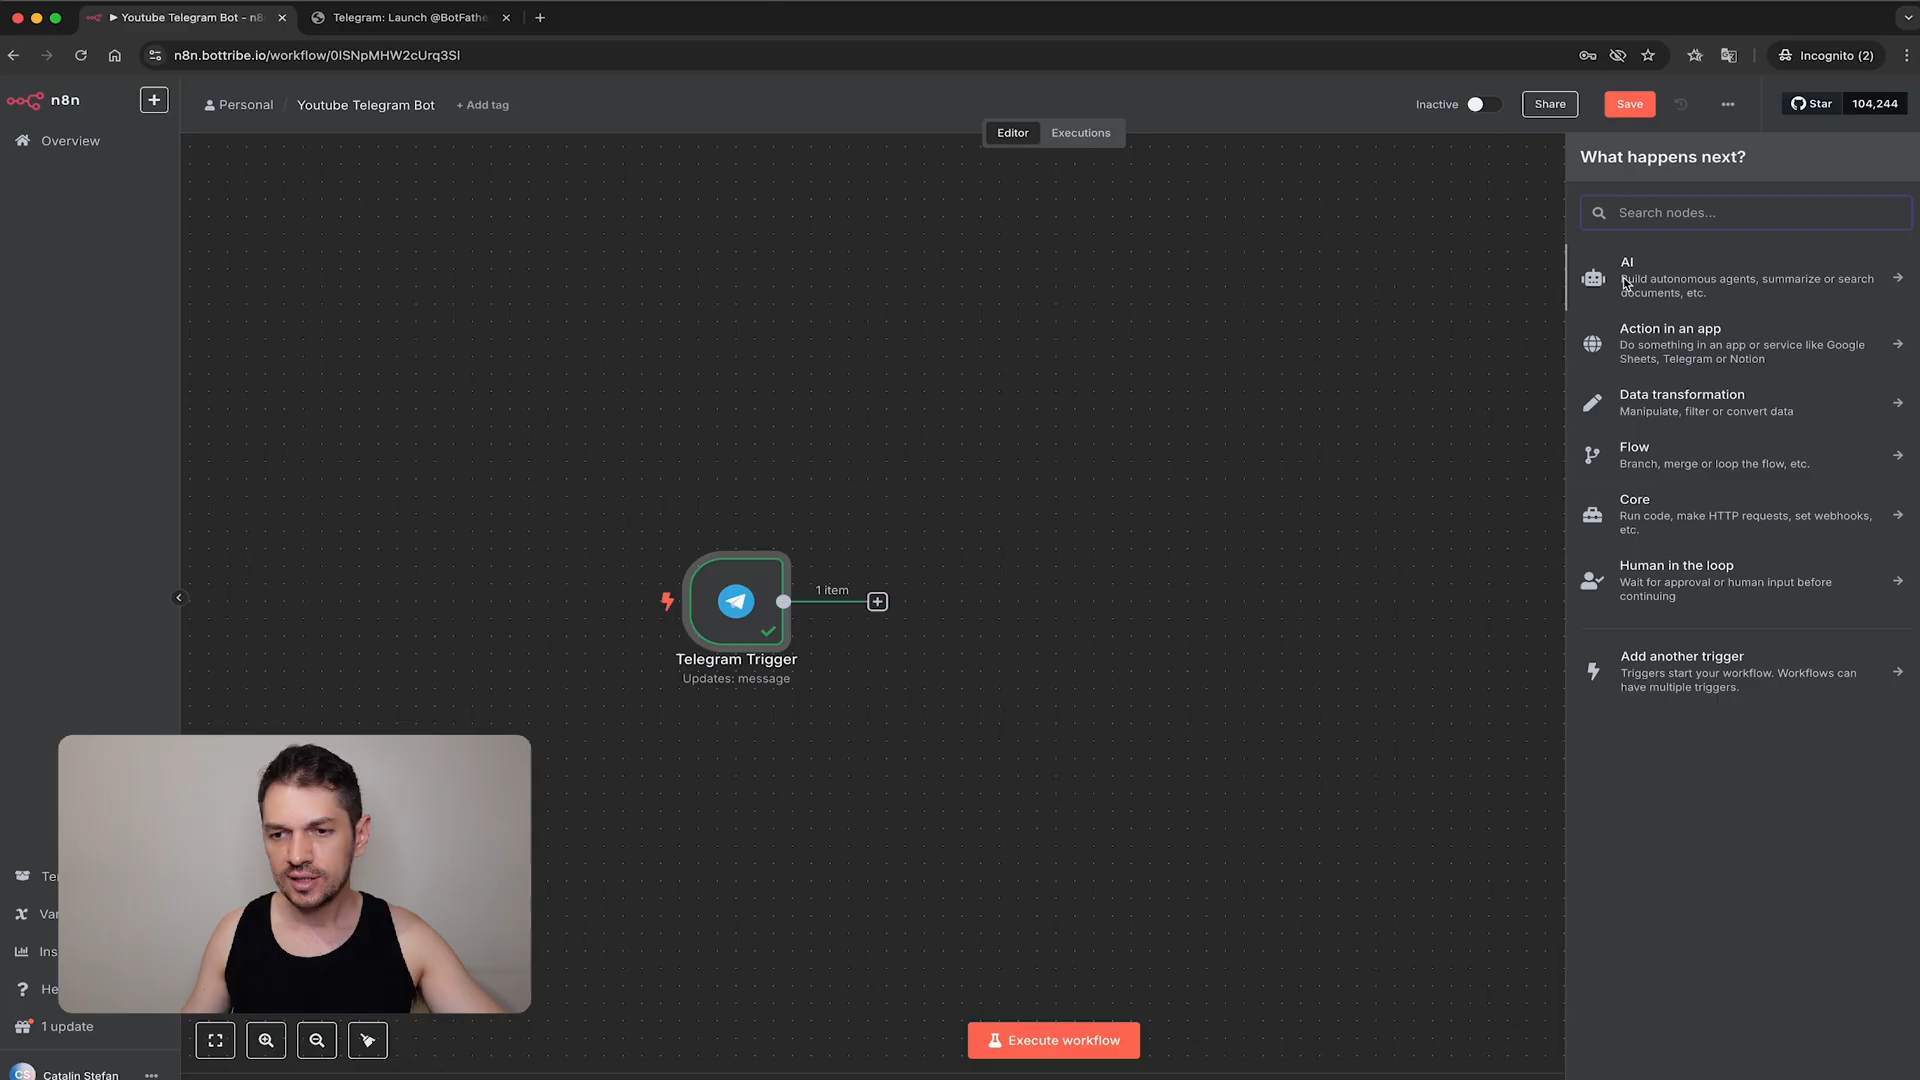 Youtube Telegram Bot - n8
Telegram: Launch @BotFathe
n8n.bottribe.io/workflow/0ISNpMHW2cUrq3SI
Incognito (2)
n8n
Personal / Youtube Telegram Bot + Add tag
Inactive
Share
Save
Star 104,244
Overview
Editor Executions
What happens next?
Search nodes...
AI
Build autonomous agents, summarize or search
documents, etc.
Action in an app
Do something in an app or service like Google
Sheets, Telegram or Notion
Data transformation
Manipulate, filter or convert data
Flow
Branch, merge or loop the flow, etc.
Core
Run code, make HTTP requests, set webhooks,
etc.
Human in the loop
Wait for approval or human input before
continuing
Add another trigger
Triggers start your workflow. Workflows can
have multiple triggers.
1 item
Telegram Trigger
Updates: message
Te
Var
Ins
He
1 update
Execute workflow
CS Catalin Stefan